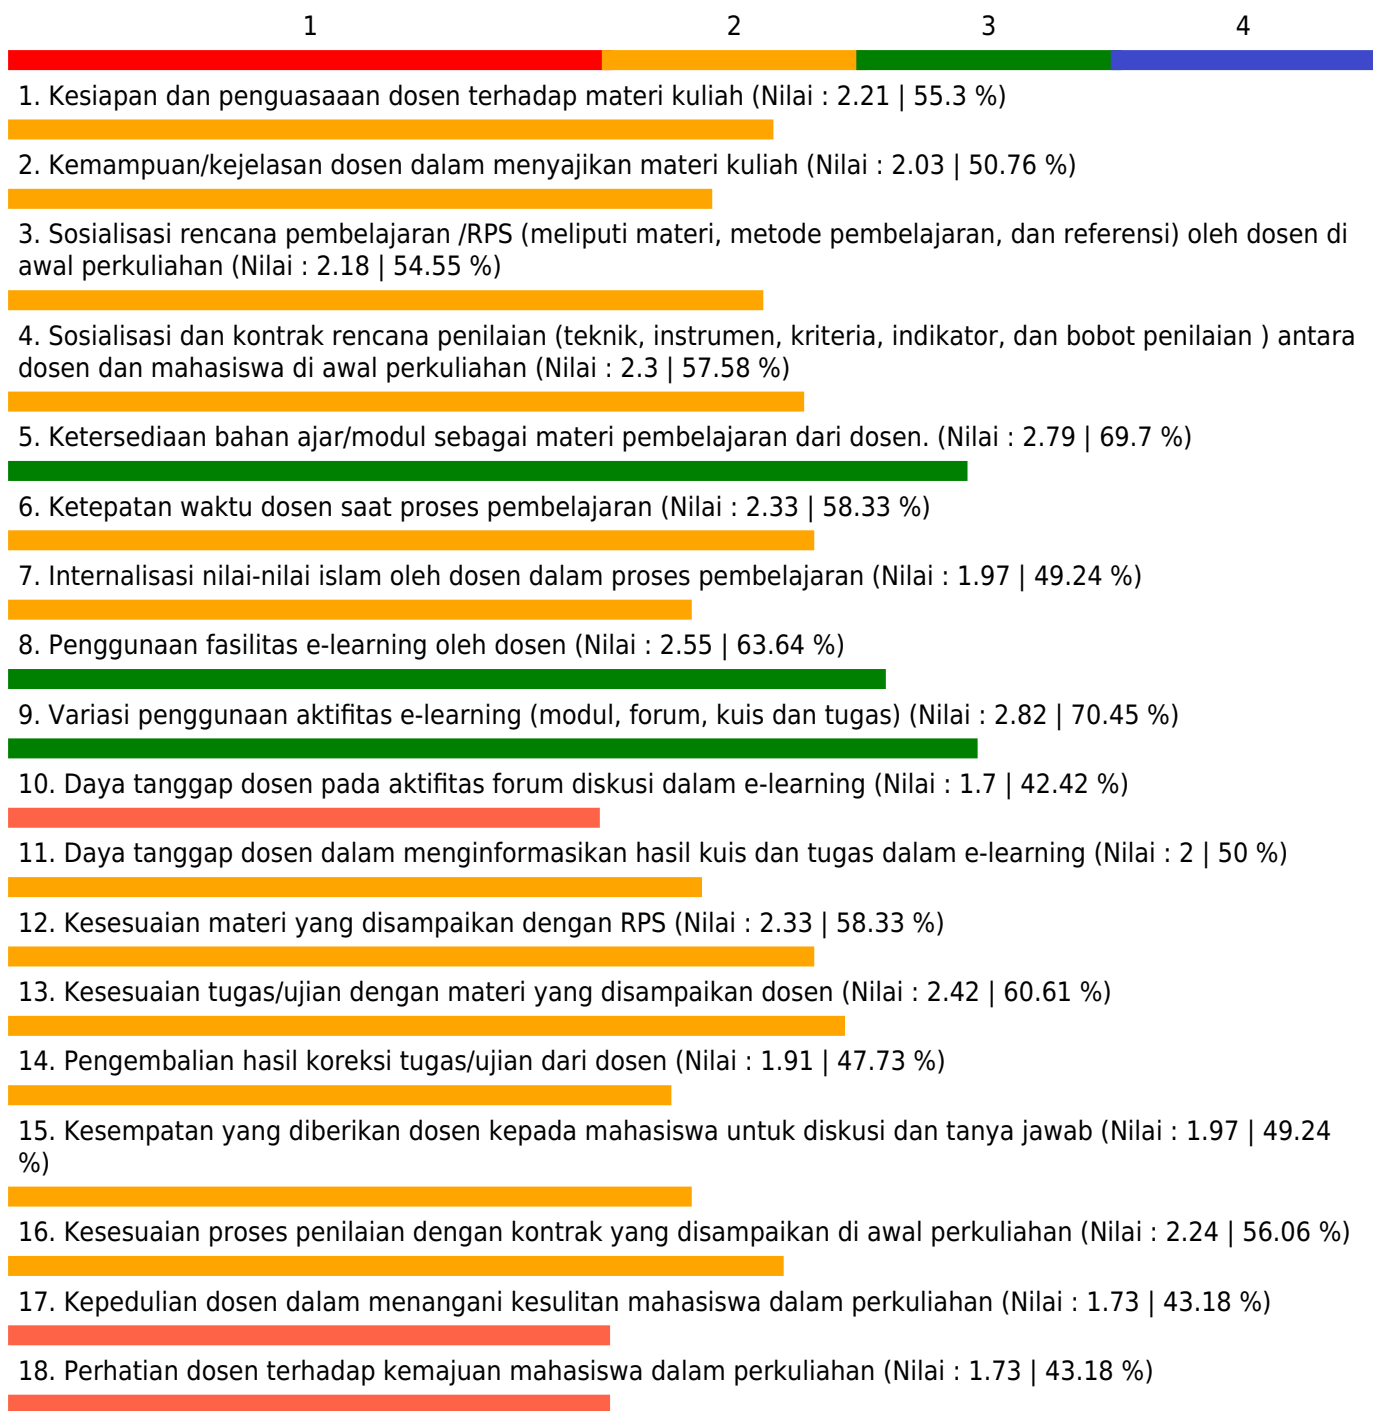 1 2 3 4
1. Kesiapan dan penguasaaan dosen terhadap materi kuliah (Nilai : 2.21 | 55.3 %)
2. Kemampuan/kejelasan dosen dalam menyajikan materi kuliah (Nilai : 2.03 | 50.76 %)
3. Sosialisasi rencana pembelajaran /RPS (meliputi materi, metode pembelajaran, dan referensi) oleh dosen di
awal perkuliahan (Nilai : 2.18 | 54.55 %)
4. Sosialisasi dan kontrak rencana penilaian (teknik, instrumen, kriteria, indikator, dan bobot penilaian ) antara
dosen dan mahasiswa di awal perkuliahan (Nilai : 2.3 | 57.58 %)
5. Ketersediaan bahan ajar/modul sebagai materi pembelajaran dari dosen. (Nilai : 2.79 | 69.7 %)
6. Ketepatan waktu dosen saat proses pembelajaran (Nilai : 2.33 | 58.33 %)
7. Internalisasi nilai-nilai islam oleh dosen dalam proses pembelajaran (Nilai : 1.97 | 49.24 %)
8. Penggunaan fasilitas e-learning oleh dosen (Nilai : 2.55 | 63.64 %)
9. Variasi penggunaan aktifitas e-learning (modul, forum, kuis dan tugas) (Nilai : 2.82 | 70.45 %)
10. Daya tanggap dosen pada aktifitas forum diskusi dalam e-learning (Nilai : 1.7 | 42.42 %)
11. Daya tanggap dosen dalam menginformasikan hasil kuis dan tugas dalam e-learning (Nilai : 2 | 50 %)
12. Kesesuaian materi yang disampaikan dengan RPS (Nilai : 2.33 | 58.33 %)
13. Kesesuaian tugas/ujian dengan materi yang disampaikan dosen (Nilai : 2.42 | 60.61 %)
14. Pengembalian hasil koreksi tugas/ujian dari dosen (Nilai : 1.91 | 47.73 %)
15. Kesempatan yang diberikan dosen kepada mahasiswa untuk diskusi dan tanya jawab (Nilai : 1.97 | 49.24
%)
16. Kesesuaian proses penilaian dengan kontrak yang disampaikan di awal perkuliahan (Nilai : 2.24 | 56.06 %)
17. Kepedulian dosen dalam menangani kesulitan mahasiswa dalam perkuliahan (Nilai : 1.73 | 43.18 %)
18. Perhatian dosen terhadap kemajuan mahasiswa dalam perkuliahan (Nilai : 1.73 | 43.18 %)